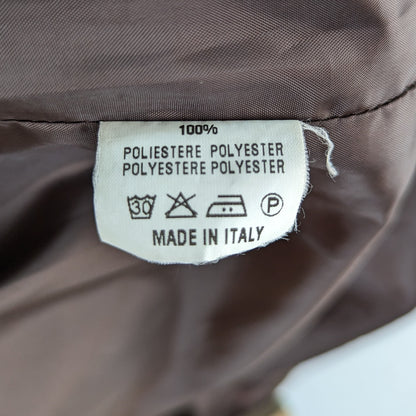 100%
POLIESTERE POLYESTER
POLYESTERE POLYESTER
30 P
MADE IN ITALY